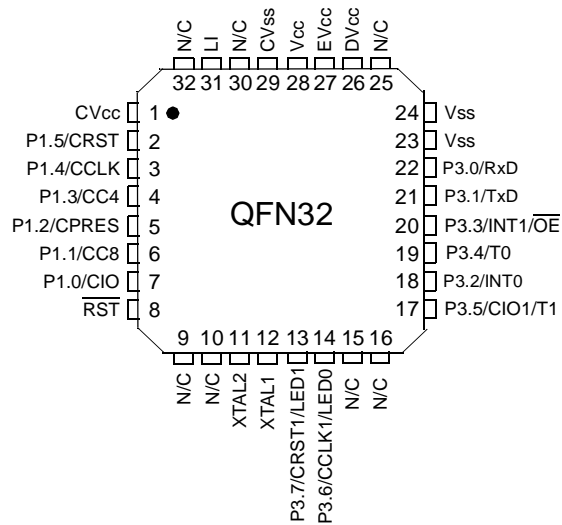 N/C LI N/C CVss Vcc EVcc DVcc N/C
32 31 30 29 28 27 26 25
CVcc 1 24 Vss
P1.5/CRST 2 23 Vss
P1.4/CCLK 3 22 P3.0/RxD
P1.3/CC4 4 21 P3.1/TxD
P1.2/CPRES 5 QFN32 20 P3.3/INT1/OE
P1.1/CC8 6 19 P3.4/T0
P1.0/CIO 7 18 P3.2/INT0
RST 8 17 P3.5/CIO1/T1
9 10 11 12 13 14 15 16
N/C N/C XTAL2 XTAL1 P3.7/CRST1/LED1 P3.6/CCLK1/LED0 N/C N/C